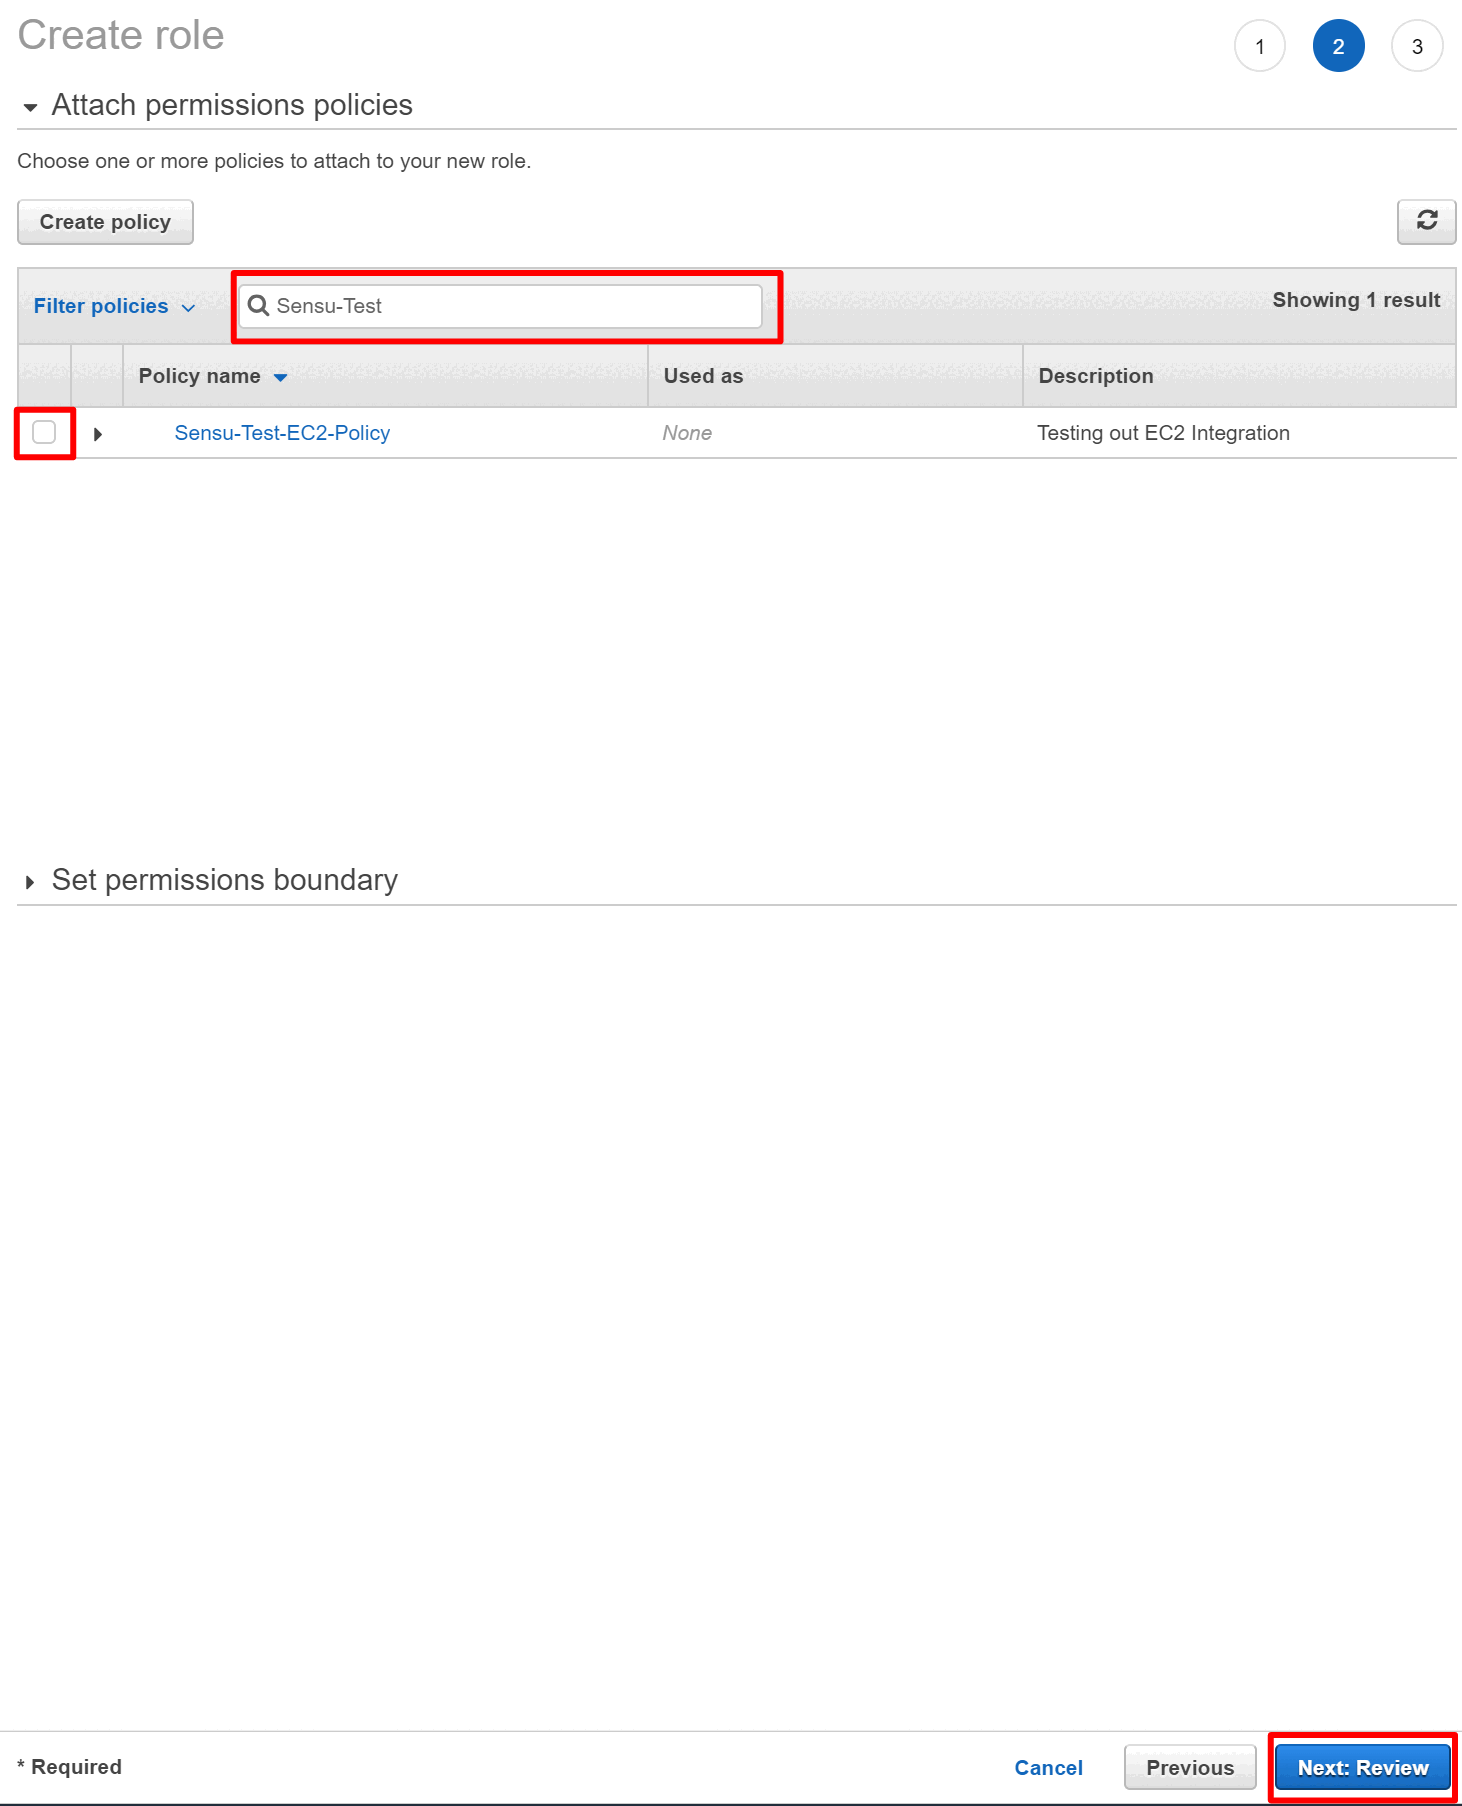 Create role
1 2 3
Attach permissions policies
Choose one or more policies to attach to your new role.
Create policy
Filter policies Sensu-Test Showing 1 result
Policy name Used as Description
Sensu-Test-EC2-Policy None Testing out EC2 Integration
Set permissions boundary
* Required Cancel Previous Next: Review